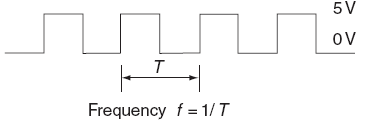 5 V
0 V
T
Frequency f = 1/ T